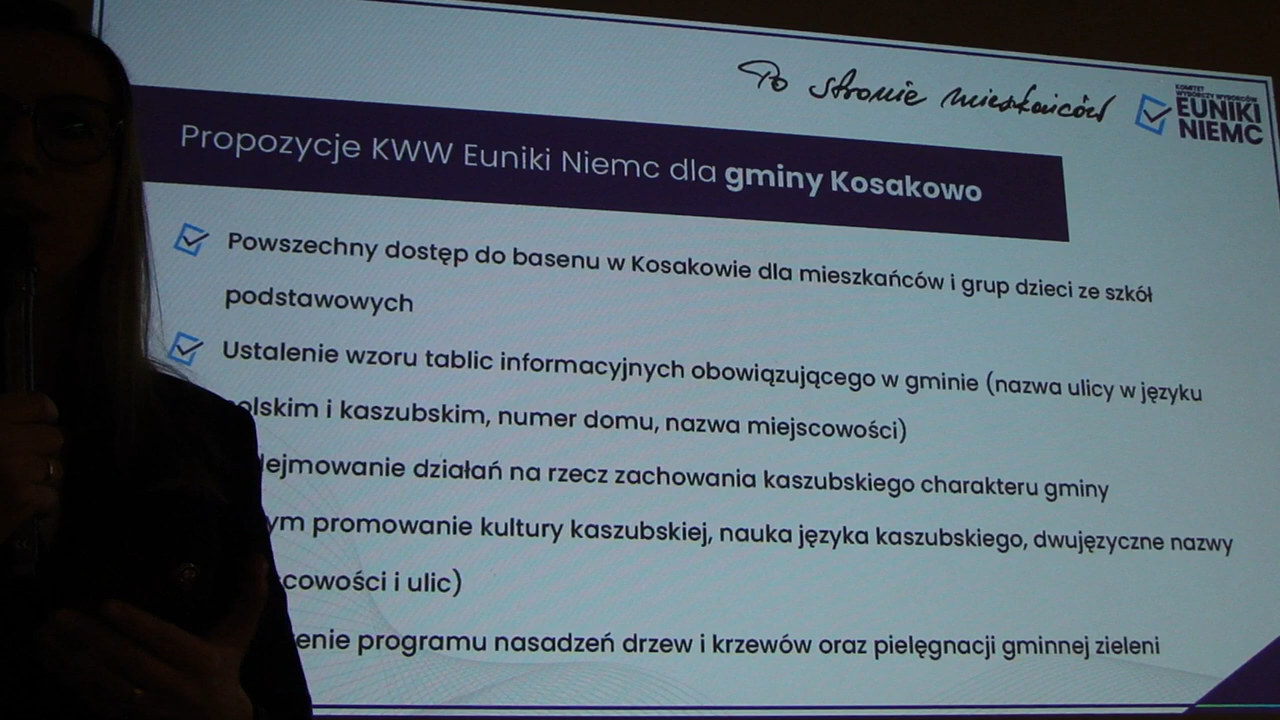 Po stronie mieszkańców
KOMITET
WYBORCZY WYBORCÓW
EUNIKI
NIEMC
Propozycje KWW Euniki Niemc dla gminy Kosakowo
Powszechny dostęp do basenu w Kosakowie dla mieszkańców i grup dzieci ze szkół
podstawowych
Ustalenie wzoru tablic informacyjnych obowiązującego w gminie (nazwa ulicy w języku
olskim i kaszubskim, numer domu, nazwa miejscowości)
ejmowanie działań na rzecz zachowania kaszubskiego charakteru gminy
ym promowanie kultury kaszubskiej, nauka języka kaszubskiego, dwujęzyczne nazwy
cowości i ulic)
enie programu nasadzeń drzew i krzewów oraz pielęgnacji gminnej zieleni